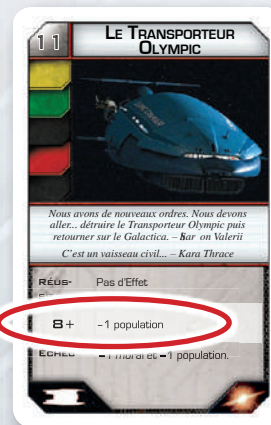 11
LE TRANSPORTEUR
OLYMPIC
Nous avons de nouveaux ordres. Nous devons
aller... détruire le Transporteur Olympic puis
retourner sur le Galactica. – Bar on Valerii
C'est un vaisseau civil... – Kara Thrace
RÉUS- Pas d'Effet
8+ –1 population
ÉCHEC –1 moral et –1 population.